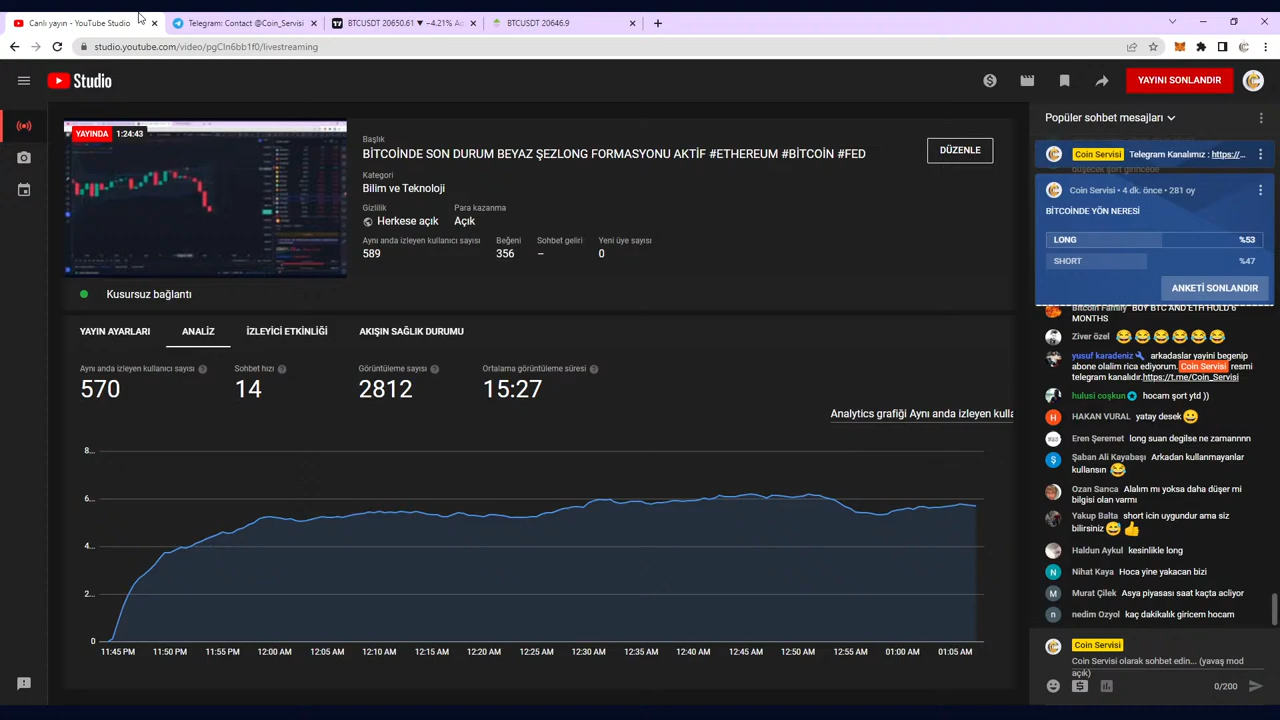 Canlı yayın - YouTube Studio
Telegram: Contact @Coin_Servisi
BTCUSDT 20650.61 ▼ −4.21%
BTCUSDT 20646.9
studio.youtube.com/video/pgCIn6bb1f0/livestreaming
Studio
YAYINI SONLANDIR
YAYINDA 1:24:43
Başlık
BİTCOİNDE SON DURUM BEYAZ ŞEZLONG FORMASYONU AKTİF #ETHEREUM #BİTCOİN #FED
DÜZENLE
Kategori
Bilim ve Teknoloji
Gizlilik Para kazanma
Herkese açık Açık
Aynı anda izleyen kullanıcı sayısı Beğeni Sohbet geliri Yeni üye sayısı
589 356 – 0
Kusursuz bağlantı
YAYIN AYARLARI ANALİZ İZLEYİCİ ETKİNLİĞİ AKIŞIN SAĞLIK DURUMU
Aynı anda izleyen kullanıcı sayısı Sohbet hızı Görüntüleme sayısı Ortalama görüntüleme süresi
570 14 2812 15:27
Analytics grafiği Aynı anda izleyen kulla
8...
6...
4...
2...
0
11:45 PM 11:50 PM 11:55 PM 12:00 AM 12:05 AM 12:10 AM 12:15 AM 12:20 AM 12:25 AM 12:30 AM 12:35 AM 12:40 AM 12:45 AM 12:50 AM 12:55 AM 01:00 AM 01:05 AM
Popüler sohbet mesajları
Coin Servisi Telegram Kanalımız : https://...
düşecek şort girincede
Coin Servisi • 4 dk. önce • 281 oy
BİTCOİNDE YÖN NERESİ
LONG %53
SHORT %47
ANKETİ SONLANDIR
Bitcoin Family BUY BTC AND ETH HOLD 6
MONTHS
Ziver özel 😂😂😂😂😂😂
yusuf karadeniz arkadaslar yayini begenip
abone olalim rica ediyorum. Coin Servisi resmi
telegram kanalıdır.https://t.me/Coin_Servisi
hulusi coşkun hocam şort ytd ))
HAKAN VURAL yatay desek 😀
Eren Şeremet long suan degilse ne zamannnn
Şaban Ali Kayabaşı Arkadan kullanmayanlar
kullansın 😂
Ozan Sarıca Alalım mı yoksa daha düşer mi
bilgisi olan varmı
Yakup Balta short icin uygundur ama siz
bilirsiniz 😅👍
Haldun Aykul kesinlikle long
Nihat Kaya Hoca yine yakacan bizi
Murat Çilek Asya piyasası saat kaçta acliyor
nedim Ozyol kaç dakikalık giricem hocam
Coin Servisi
Coin Servisi olarak sohbet edin... (yavaş mod
açık)
0/200